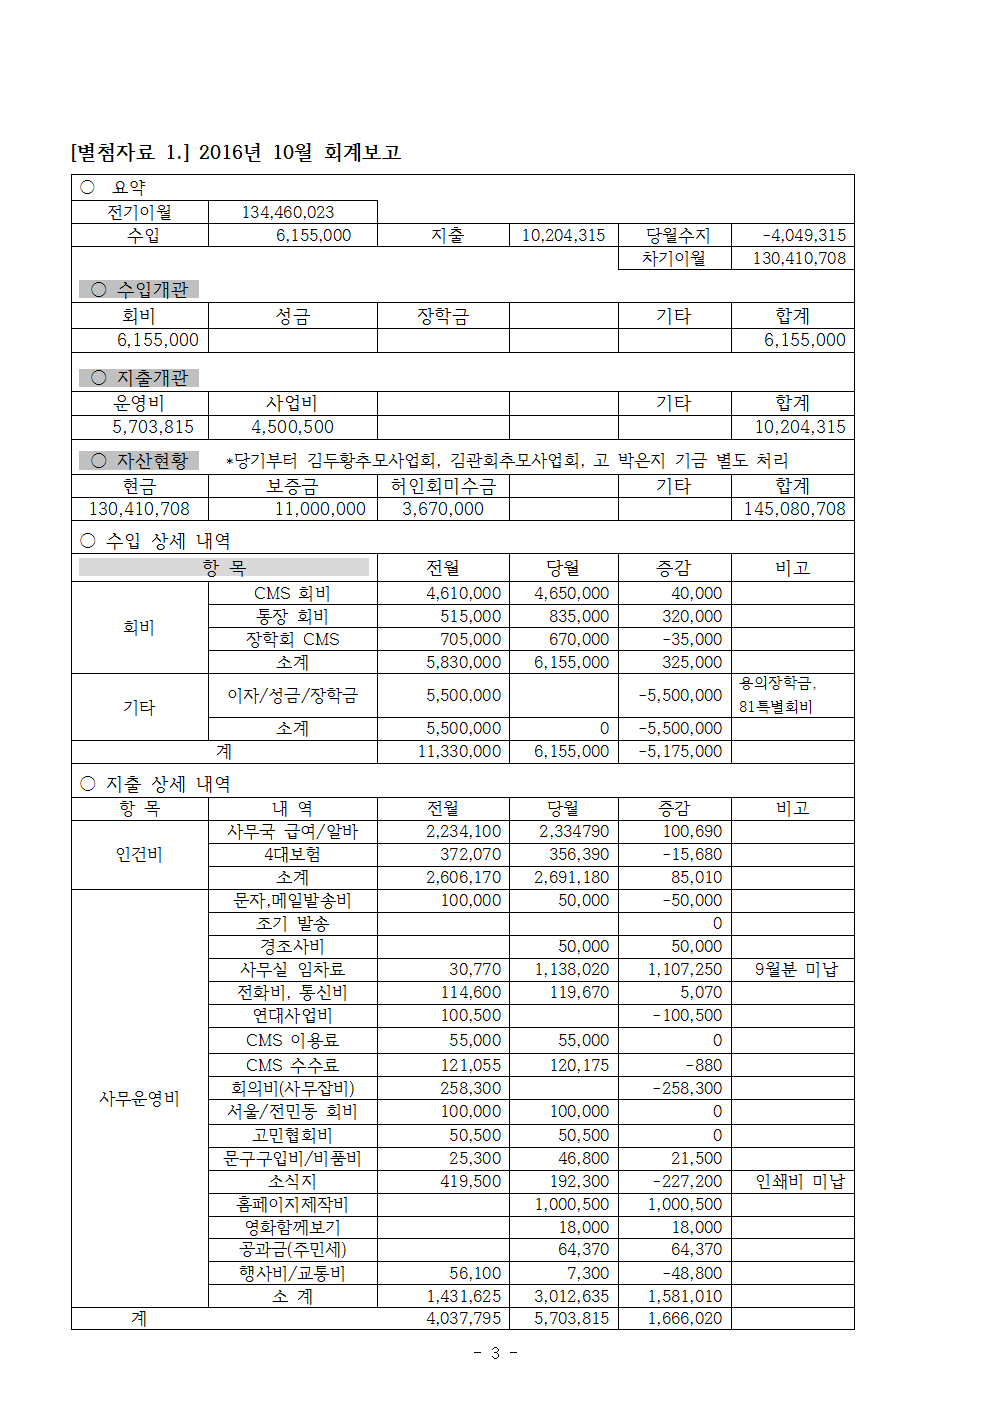 [별첨자료 1.] 2016년 10월 회계보고
○ 요약
전기이월 134,460,023
수입 6,155,000 지출 10,204,315 당월수지 -4,049,315
차기이월 130,410,708
○ 수입개관
회비 성금 장학금 기타 합계
6,155,000 6,155,000
○ 지출개관
운영비 사업비 기타 합계
5,703,815 4,500,500 10,204,315
○ 자산현황 *당기부터 김두황추모사업회, 김관회추모사업회, 고 박은지 기금 별도 처리
현금 보증금 허인회미수금 기타 합계
130,410,708 11,000,000 3,670,000 145,080,708
○ 수입 상세 내역
항 목 전월 당월 증감 비고
회비 CMS 회비 4,610,000 4,650,000 40,000
통장 회비 515,000 835,000 320,000
장학회 CMS 705,000 670,000 -35,000
소계 5,830,000 6,155,000 325,000
기타 이자/성금/장학금 5,500,000 -5,500,000 용의장학금,
81특별회비
소계 5,500,000 0 -5,500,000
계 11,330,000 6,155,000 -5,175,000
○ 지출 상세 내역
항 목 내 역 전월 당월 증감 비고
인건비 사무국 급여/알바 2,234,100 2,334790 100,690
4대보험 372,070 356,390 -15,680
소계 2,606,170 2,691,180 85,010
사무운영비 문자,메일발송비 100,000 50,000 -50,000
조기 발송 0
경조사비 50,000 50,000
사무실 임차료 30,770 1,138,020 1,107,250 9월분 미납
전화비, 통신비 114,600 119,670 5,070
연대사업비 100,500 -100,500
CMS 이용료 55,000 55,000 0
CMS 수수료 121,055 120,175 -880
회의비(사무잡비) 258,300 -258,300
서울/전민동 회비 100,000 100,000 0
고민협회비 50,500 50,500 0
문구구입비/비품비 25,300 46,800 21,500
소식지 419,500 192,300 -227,200 인쇄비 미납
홈페이지제작비 1,000,500 1,000,500
영화함께보기 18,000 18,000
공과금(주민세) 64,370 64,370
행사비/교통비 56,100 7,300 -48,800
소 계 1,431,625 3,012,635 1,581,010
계 4,037,795 5,703,815 1,666,020
- 3 -